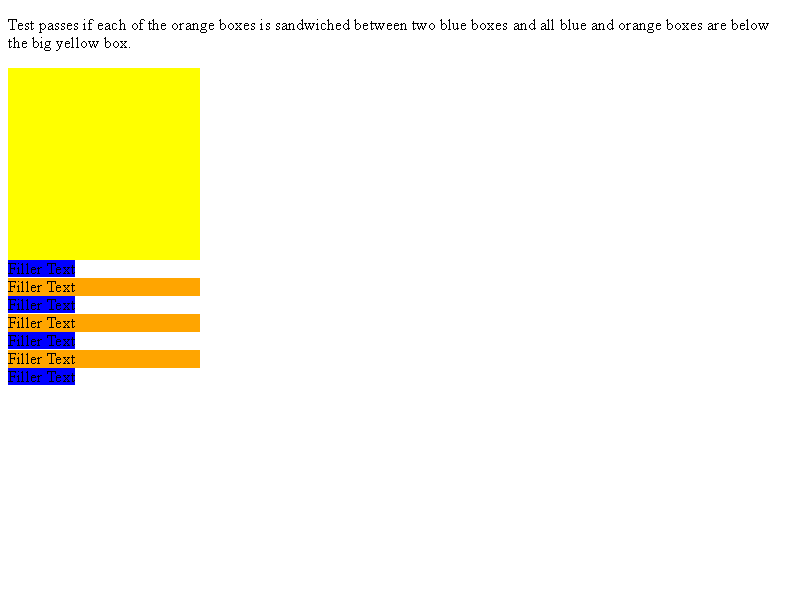 Test passes if each of the orange boxes is sandwiched between two blue boxes and all blue and orange boxes are below
the big yellow box.
Filler Text
Filler Text
Filler Text
Filler Text
Filler Text
Filler Text
Filler Text